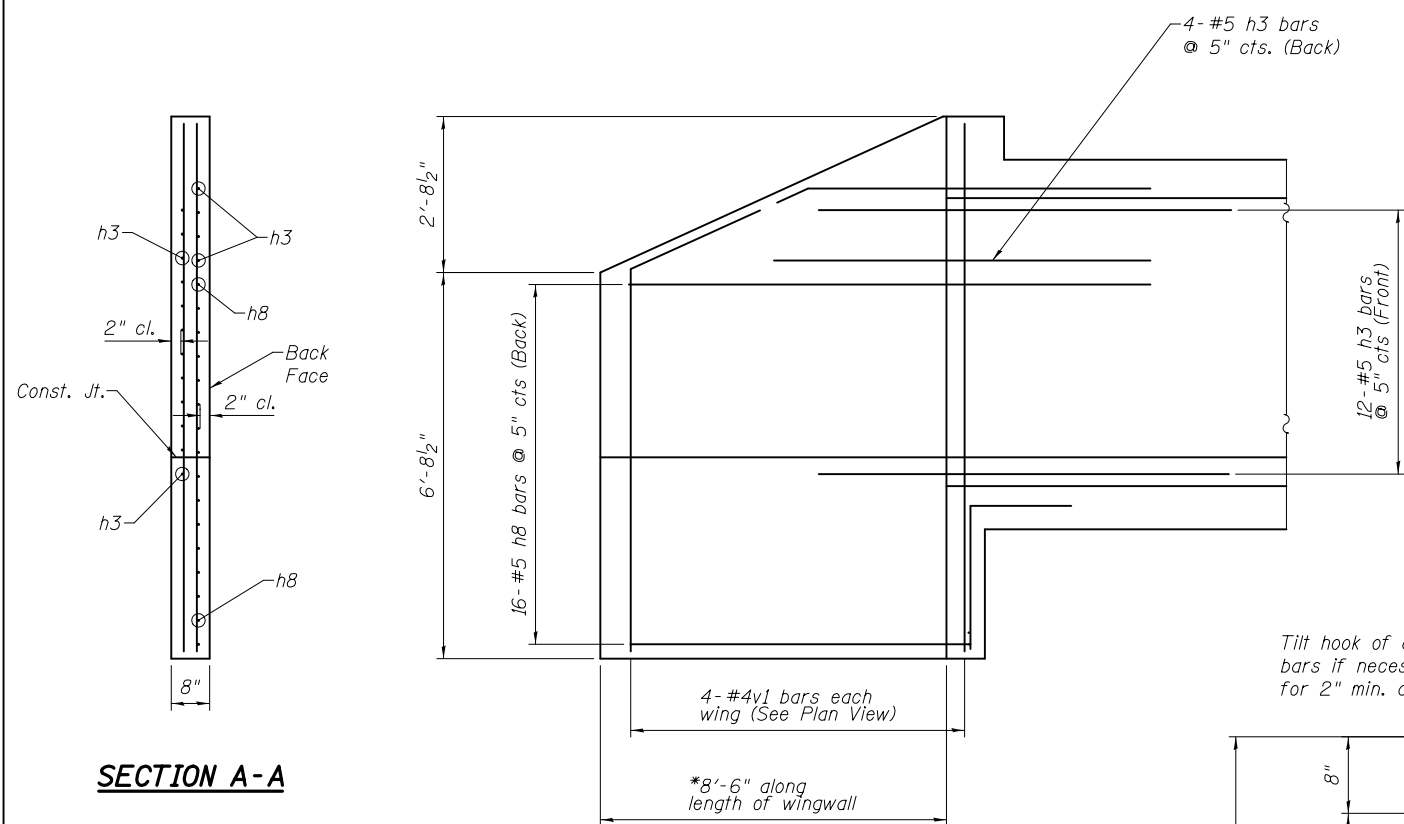 4-#5 h3 bars
@ 5" cts. (Back)
2'-8½"
h3
h3
h8
2" cl.
Back
Face
Const. Jt.
2" cl.
h3
h8
8"
SECTION A-A
6'-8½"
16-#5 h8 bars @ 5" cts (Back)
12-#5 h3 bars
@ 5" cts (Front)
4-#4v1 bars each
wing (See Plan View)
*8'-6" along
length of wingwall
Tilt hook of
bars if
for 2" min.
8"